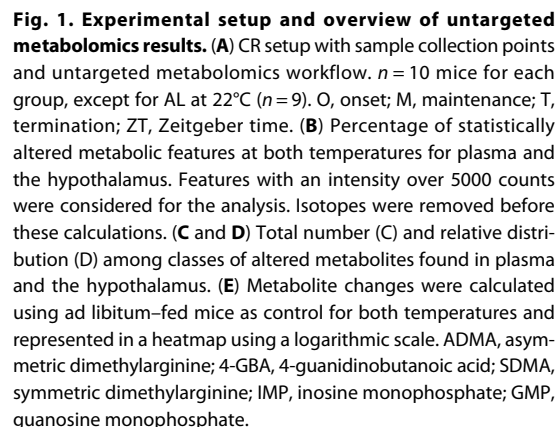 Fig. 1. Experimental setup and overview of untargeted
metabolomics results. (A) CR setup with sample collection points
and untargeted metabolomics workflow. n = 10 mice for each
group, except for AL at 22°C (n = 9). O, onset; M, maintenance; T,
termination; ZT, Zeitgeber time. (B) Percentage of statistically
altered metabolic features at both temperatures for plasma and
the hypothalamus. Features with an intensity over 5000 counts
were considered for the analysis. Isotopes were removed before
these calculations. (C and D) Total number (C) and relative distri-
bution (D) among classes of altered metabolites found in plasma
and the hypothalamus. (E) Metabolite changes were calculated
using ad libitum–fed mice as control for both temperatures and
represented in a heatmap using a logarithmic scale. ADMA, asym-
metric dimethylarginine; 4-GBA, 4-guanidinobutanoic acid; SDMA,
symmetric dimethylarginine; IMP, inosine monophosphate; GMP,
guanosine monophosphate.